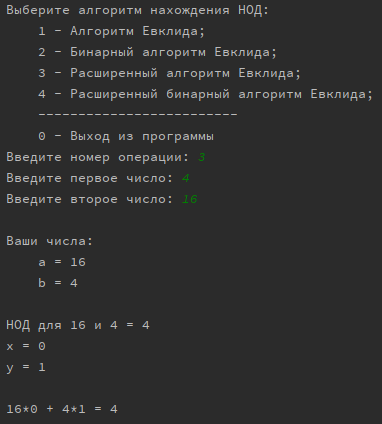 Выберите алгоритм нахождения НОД:
    1 – Алгоритм Евклида;
    2 – Бинарный алгоритм Евклида;
    3 – Расширенный алгоритм Евклида;
    4 – Расширенный бинарный алгоритм Евклида;
    -------------------------
    0 – Выход из программы
Введите номер операции: 3
Введите первое число: 4
Введите второе число: 16
Ваши числа:
    a = 16
    b = 4
НОД для 16 и 4 = 4
x = 0
y = 1
16*0 + 4*1 = 4